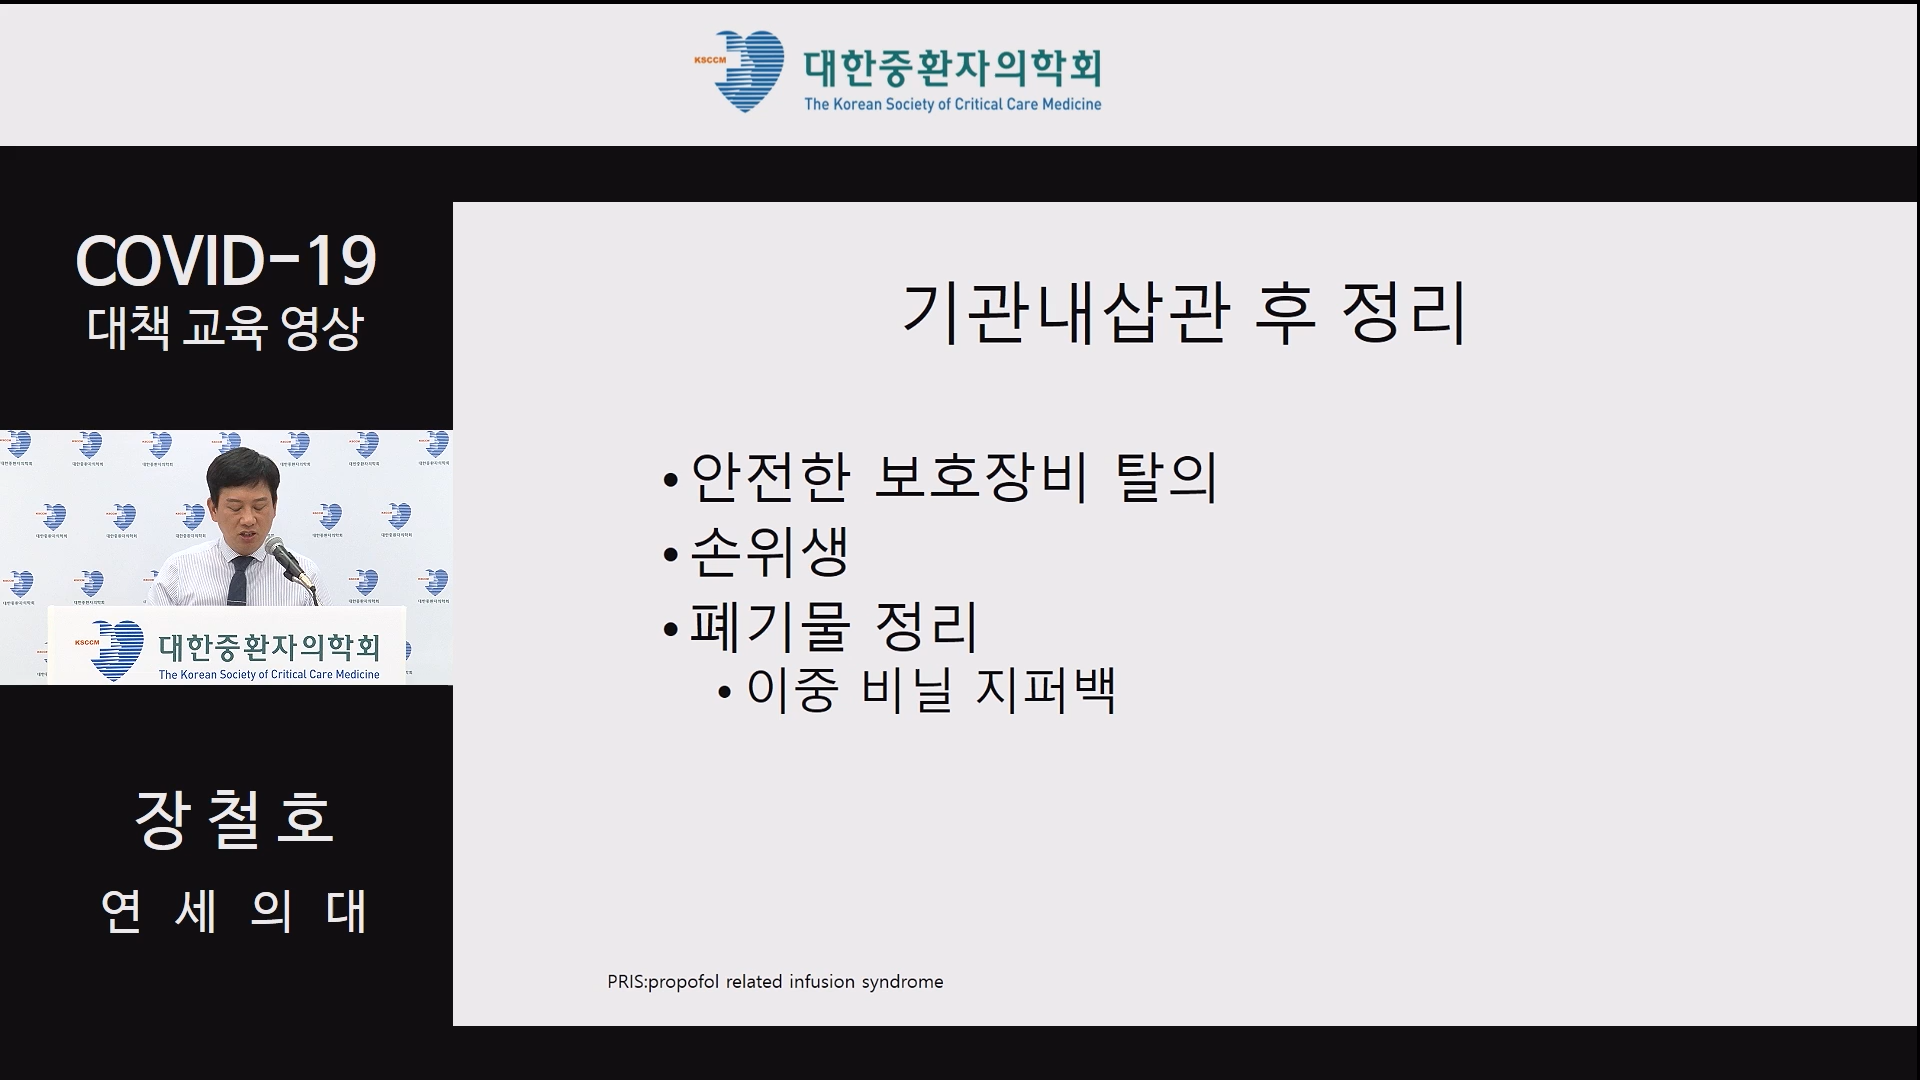 KSCCM
대한중환자의학회
The Korean Society of Critical Care Medicine
COVID-19
대책 교육 영상
기관내삽관 후 정리
•안전한 보호장비 탈의
•손위생
•폐기물 정리
•이중 비닐 지퍼백
KSCCM
대한중환자의학회
The Korean Society of Critical Care Medicine
장철호
연세의대
PRIS:propofol related infusion syndrome